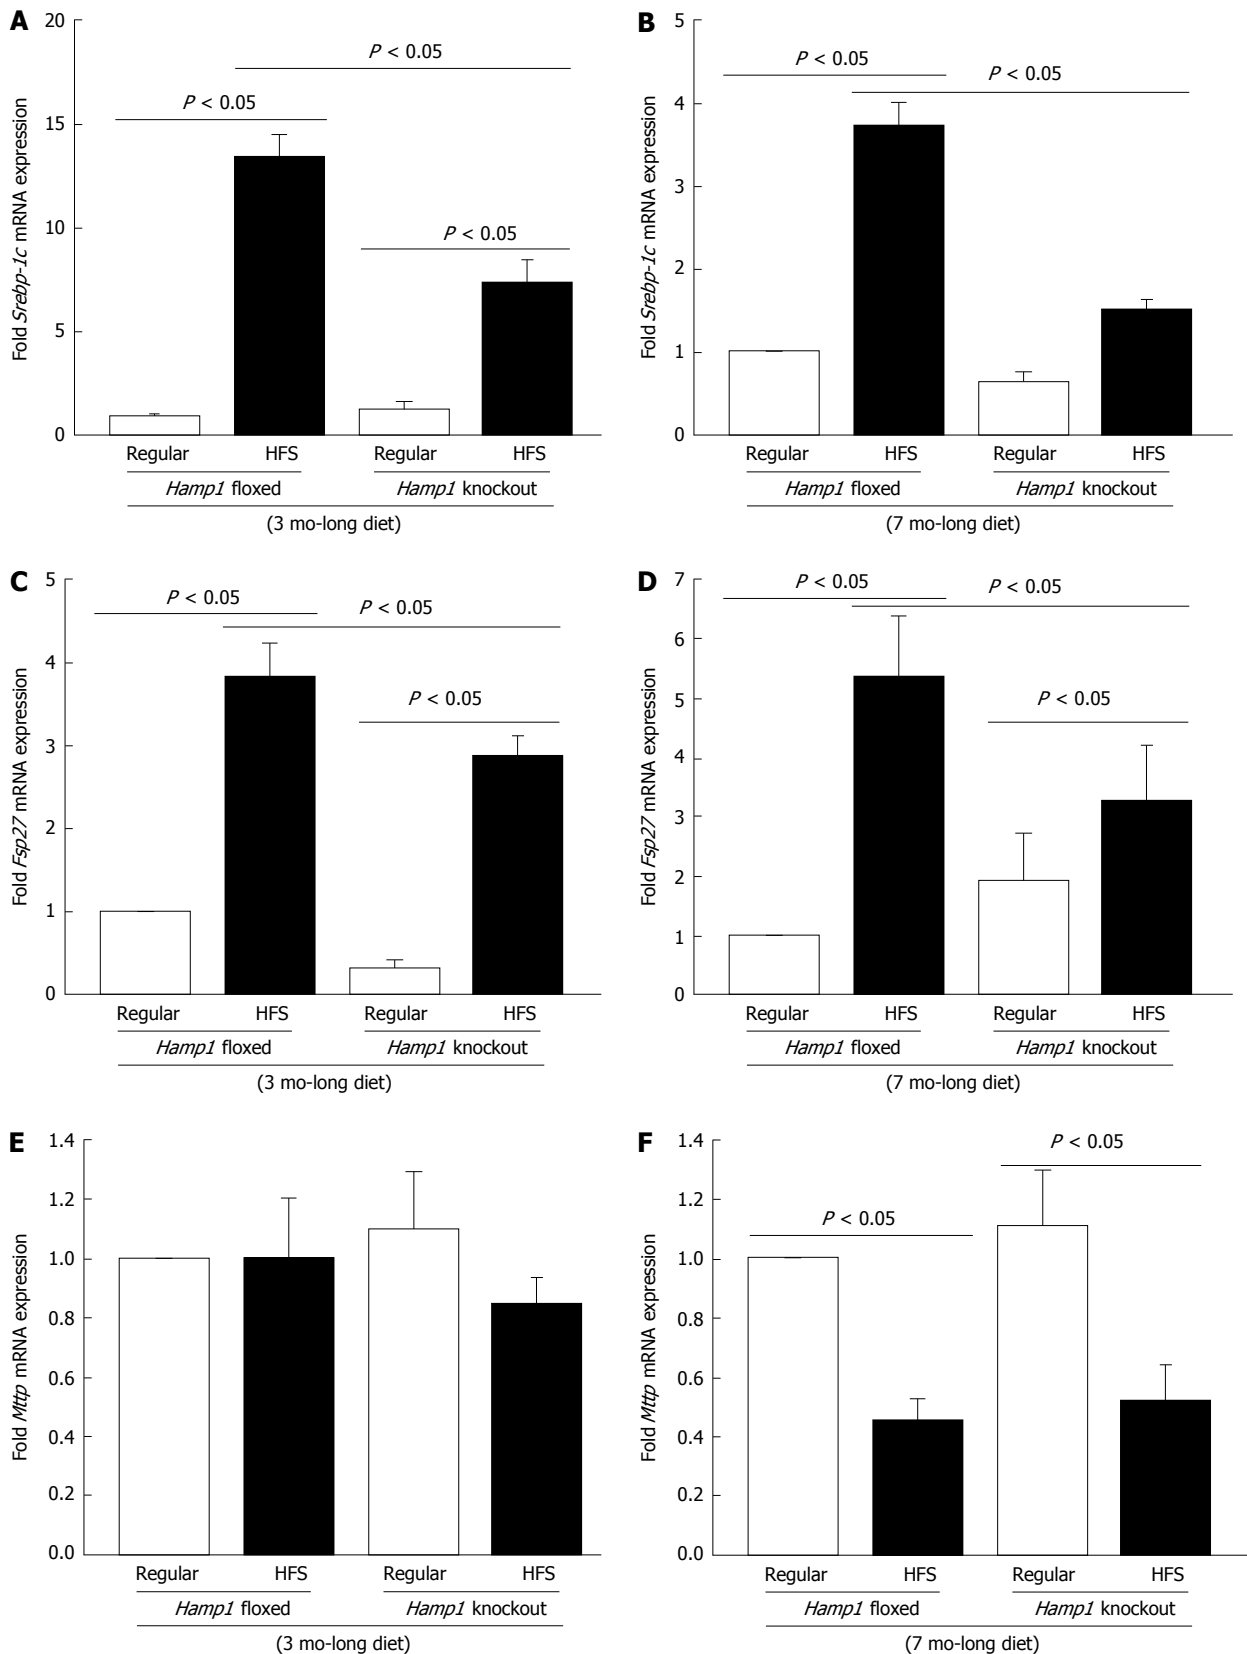 A
Fold Srebp-1c mRNA expression
20
15
10
5
0
P < 0.05
P < 0.05
P < 0.05
Regular HFS Regular HFS
Hamp1 floxed Hamp1 knockout
(3 mo-long diet)
B
Fold Srebp-1c mRNA expression
5
4
3
2
1
0
P < 0.05
P < 0.05
Regular HFS Regular HFS
Hamp1 floxed Hamp1 knockout
(7 mo-long diet)
C
Fold Fsp27 mRNA expression
5
4
3
2
1
0
P < 0.05
P < 0.05
P < 0.05
Regular HFS Regular HFS
Hamp1 floxed Hamp1 knockout
(3 mo-long diet)
D
Fold Fsp27 mRNA expression
7
6
5
4
3
2
1
0
P < 0.05
P < 0.05
P < 0.05
Regular HFS Regular HFS
Hamp1 floxed Hamp1 knockout
(7 mo-long diet)
E
Fold Mttp mRNA expression
1.4
1.2
1.0
0.8
0.6
0.4
0.2
0.0
Regular HFS Regular HFS
Hamp1 floxed Hamp1 knockout
(3 mo-long diet)
F
Fold Mttp mRNA expression
1.4
1.2
1.0
0.8
0.6
0.4
0.2
0.0
P < 0.05
P < 0.05
Regular HFS Regular HFS
Hamp1 floxed Hamp1 knockout
(7 mo-long diet)